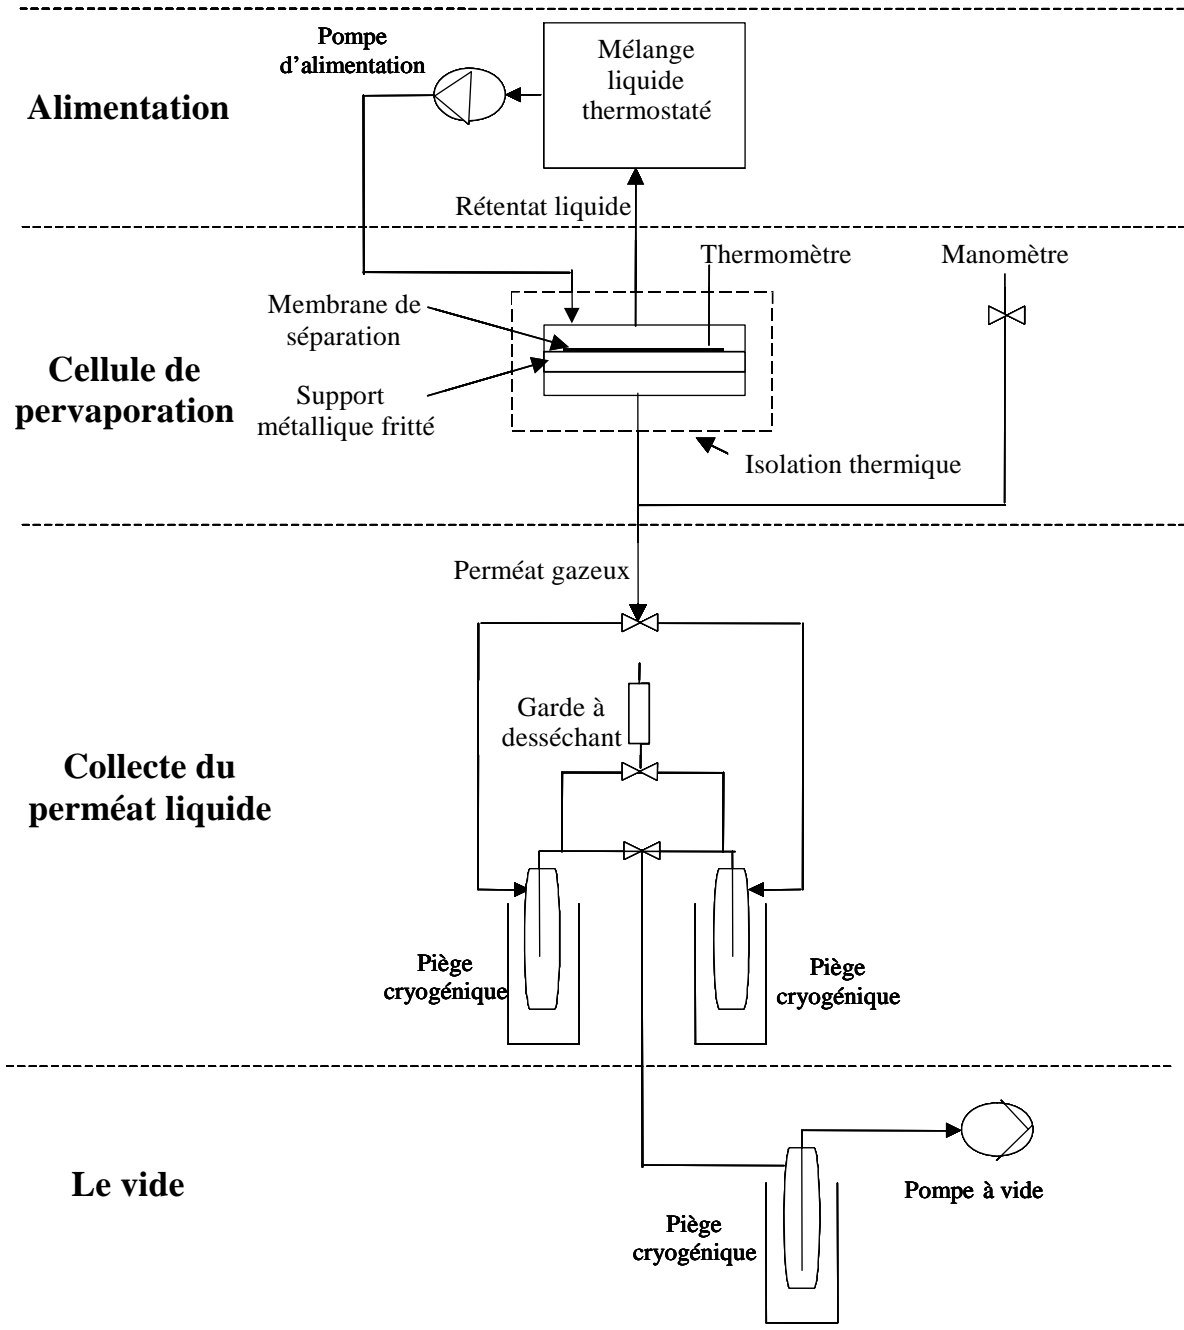 Pompe
d'alimentation
Mélange
liquide
thermostaté
Alimentation
Rétentat liquide
Thermomètre
Manomètre
Membrane de
séparation
Cellule de
pervaporation
Support
métallique fritté
Isolation thermique
Perméat gazeux
Garde à
desséchant
Collecte du
perméat liquide
Piège
cryogénique
Piège
cryogénique
Le vide
Pompe à vide
Piège
cryogénique